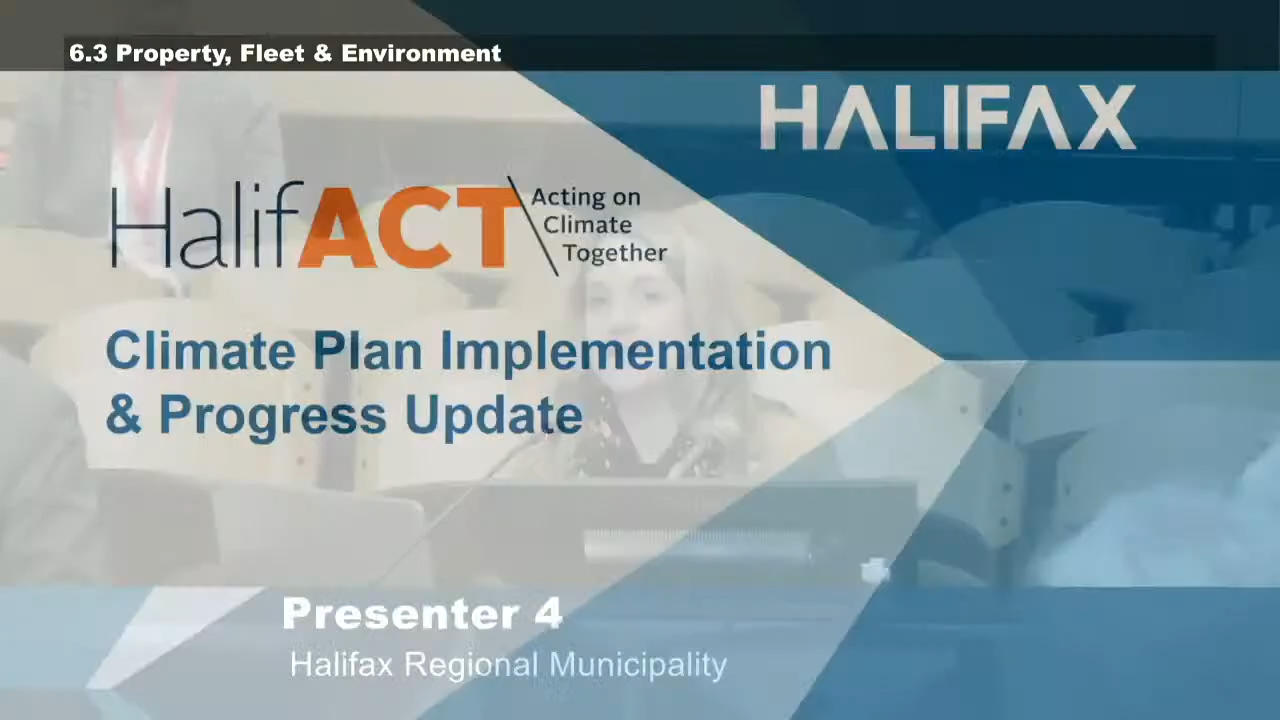 6.3 Property, Fleet & Environment
HALIFAX
HalifACT
Acting on
Climate
Together
Climate Plan Implementation
& Progress Update
Presenter 4
Halifax Regional Municipality